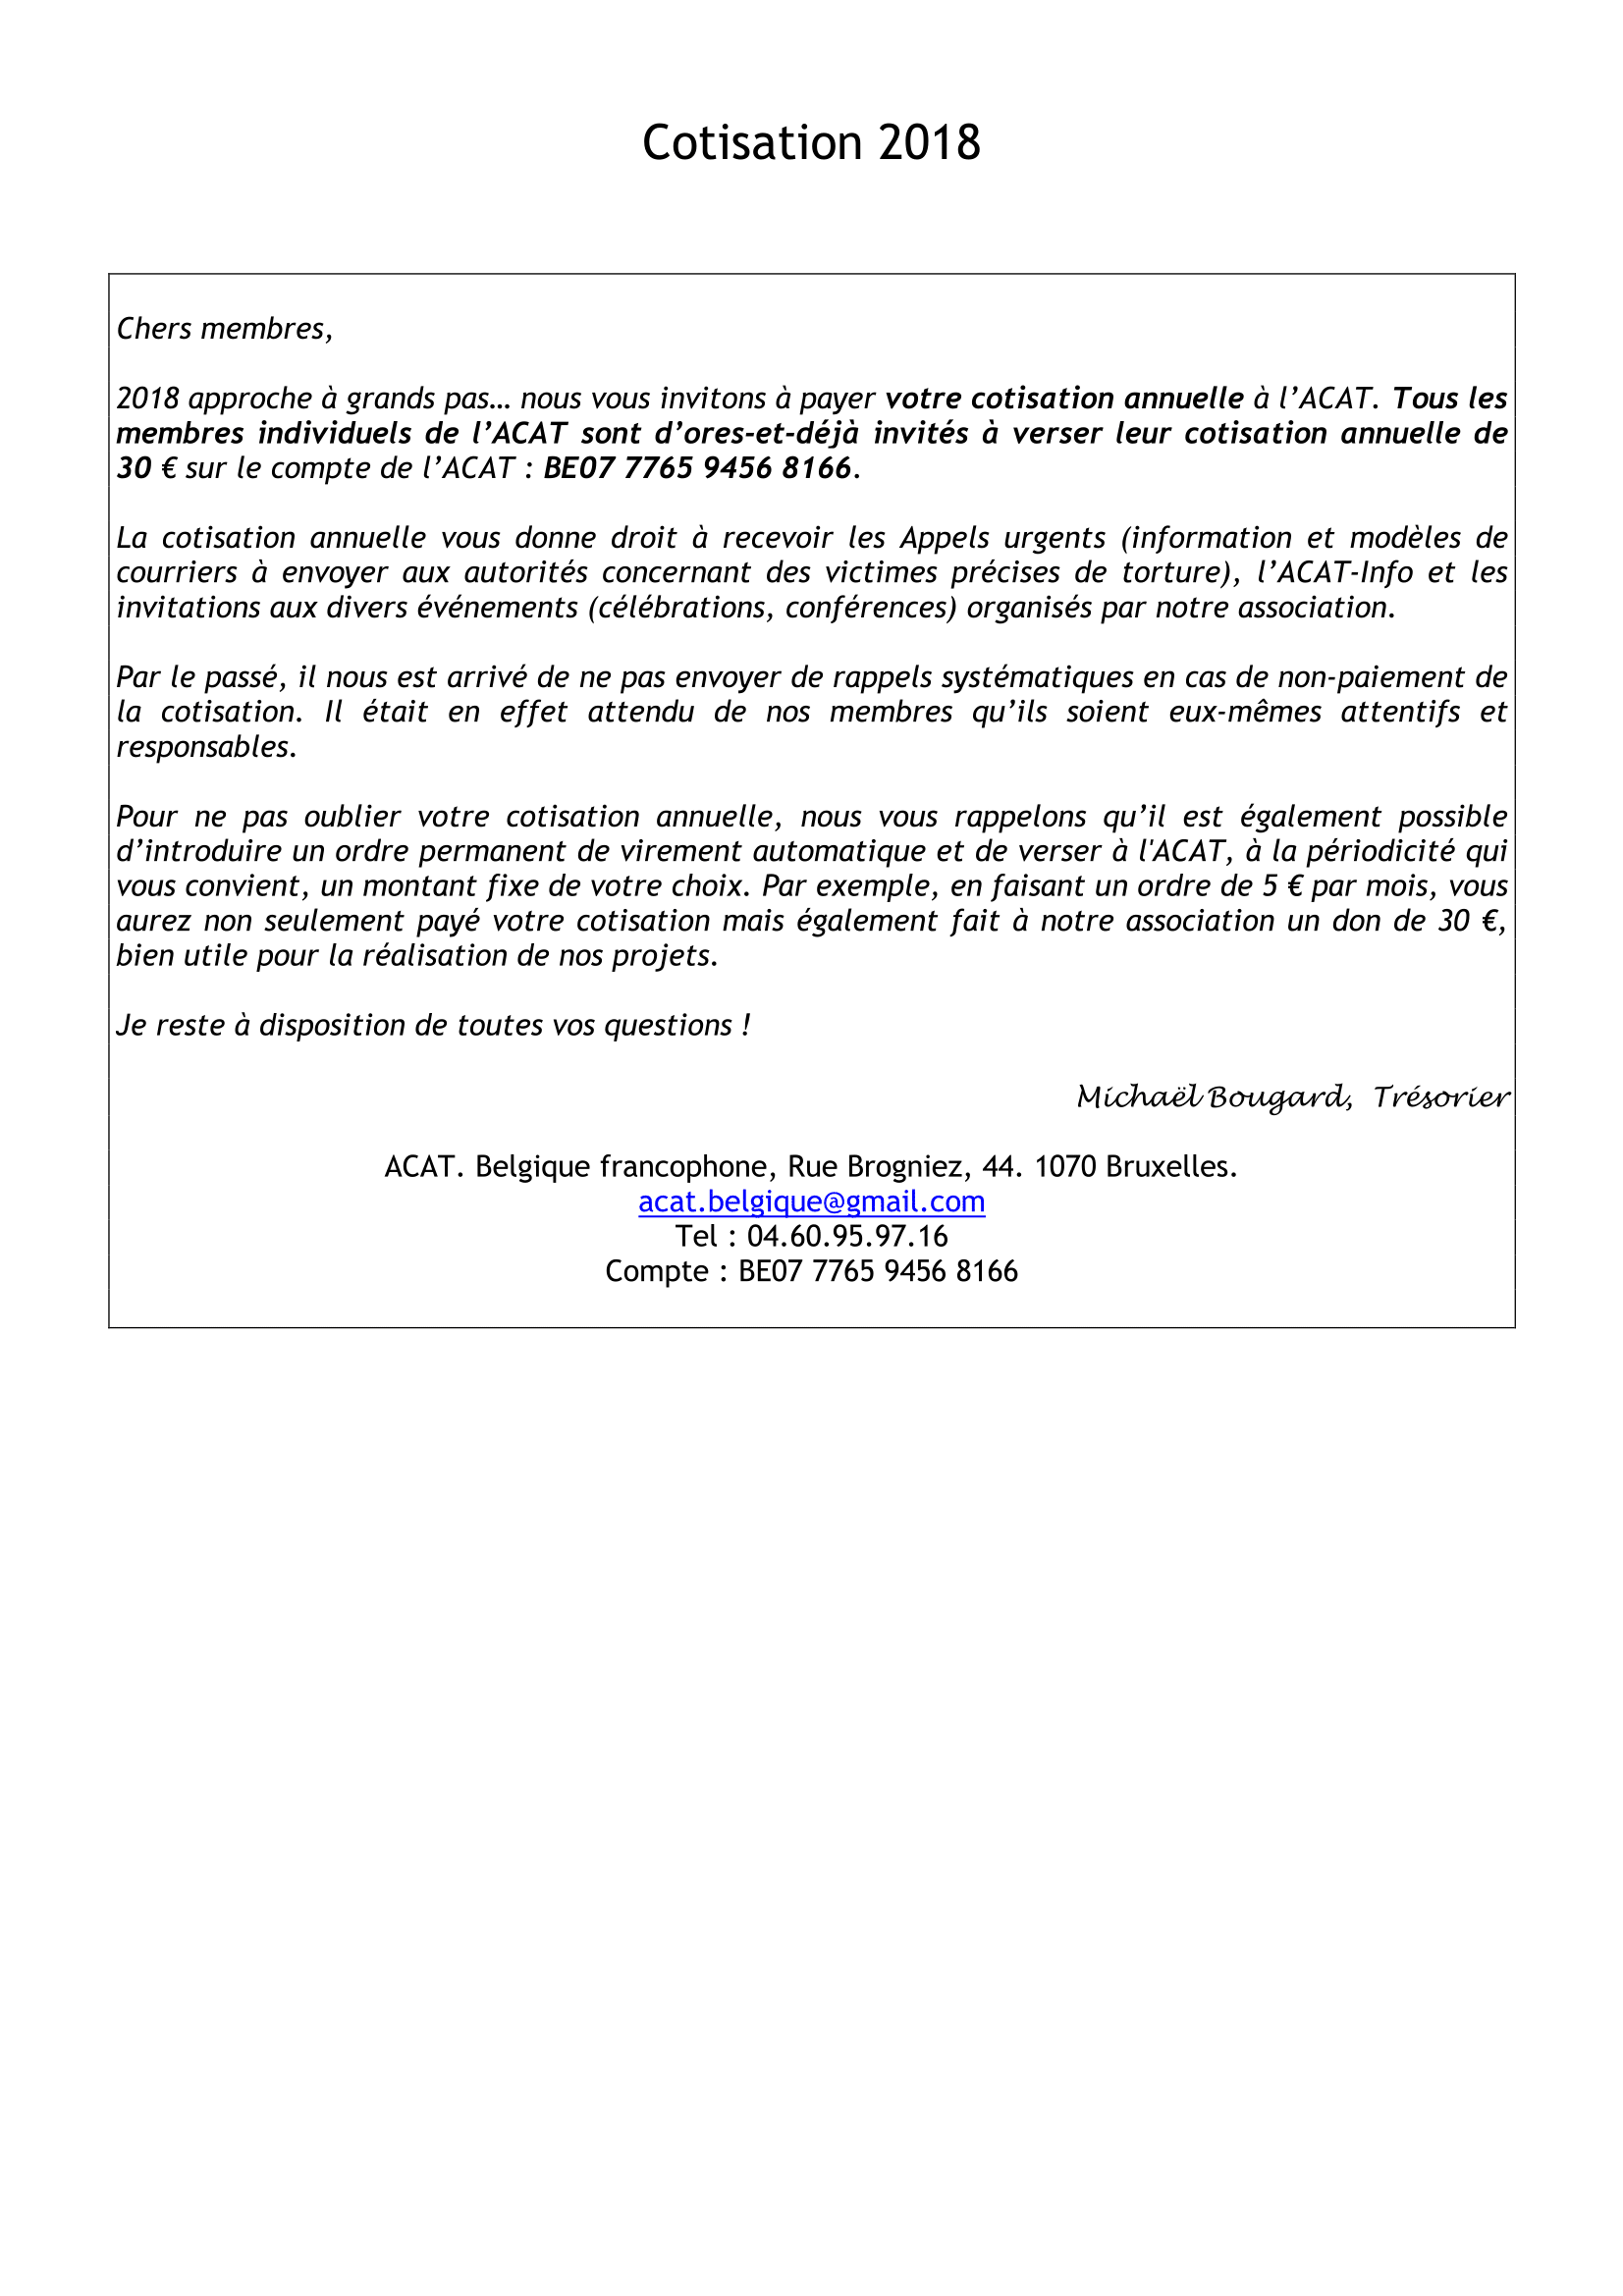 Cotisation 2018
Chers membres,
2018 approche à grands pas… nous vous invitons à payer votre cotisation annuelle à l’ACAT. Tous les
membres individuels de l’ACAT sont d’ores-et-déjà invités à verser leur cotisation annuelle de
30 € sur le compte de l’ACAT : BE07 7765 9456 8166.
La cotisation annuelle vous donne droit à recevoir les Appels urgents (information et modèles de
courriers à envoyer aux autorités concernant des victimes précises de torture), l’ACAT-Info et les
invitations aux divers événements (célébrations, conférences) organisés par notre association.
Par le passé, il nous est arrivé de ne pas envoyer de rappels systématiques en cas de non-paiement de
la cotisation. Il était en effet attendu de nos membres qu’ils soient eux-mêmes attentifs et
responsables.
Pour ne pas oublier votre cotisation annuelle, nous vous rappelons qu’il est également possible
d’introduire un ordre permanent de virement automatique et de verser à l'ACAT, à la périodicité qui
vous convient, un montant fixe de votre choix. Par exemple, en faisant un ordre de 5 € par mois, vous
aurez non seulement payé votre cotisation mais également fait à notre association un don de 30 €,
bien utile pour la réalisation de nos projets.
Je reste à disposition de toutes vos questions !
Michaël Bougard, Trésorier
ACAT. Belgique francophone, Rue Brogniez, 44. 1070 Bruxelles.
acat.belgique@gmail.com
Tel : 04.60.95.97.16
Compte : BE07 7765 9456 8166